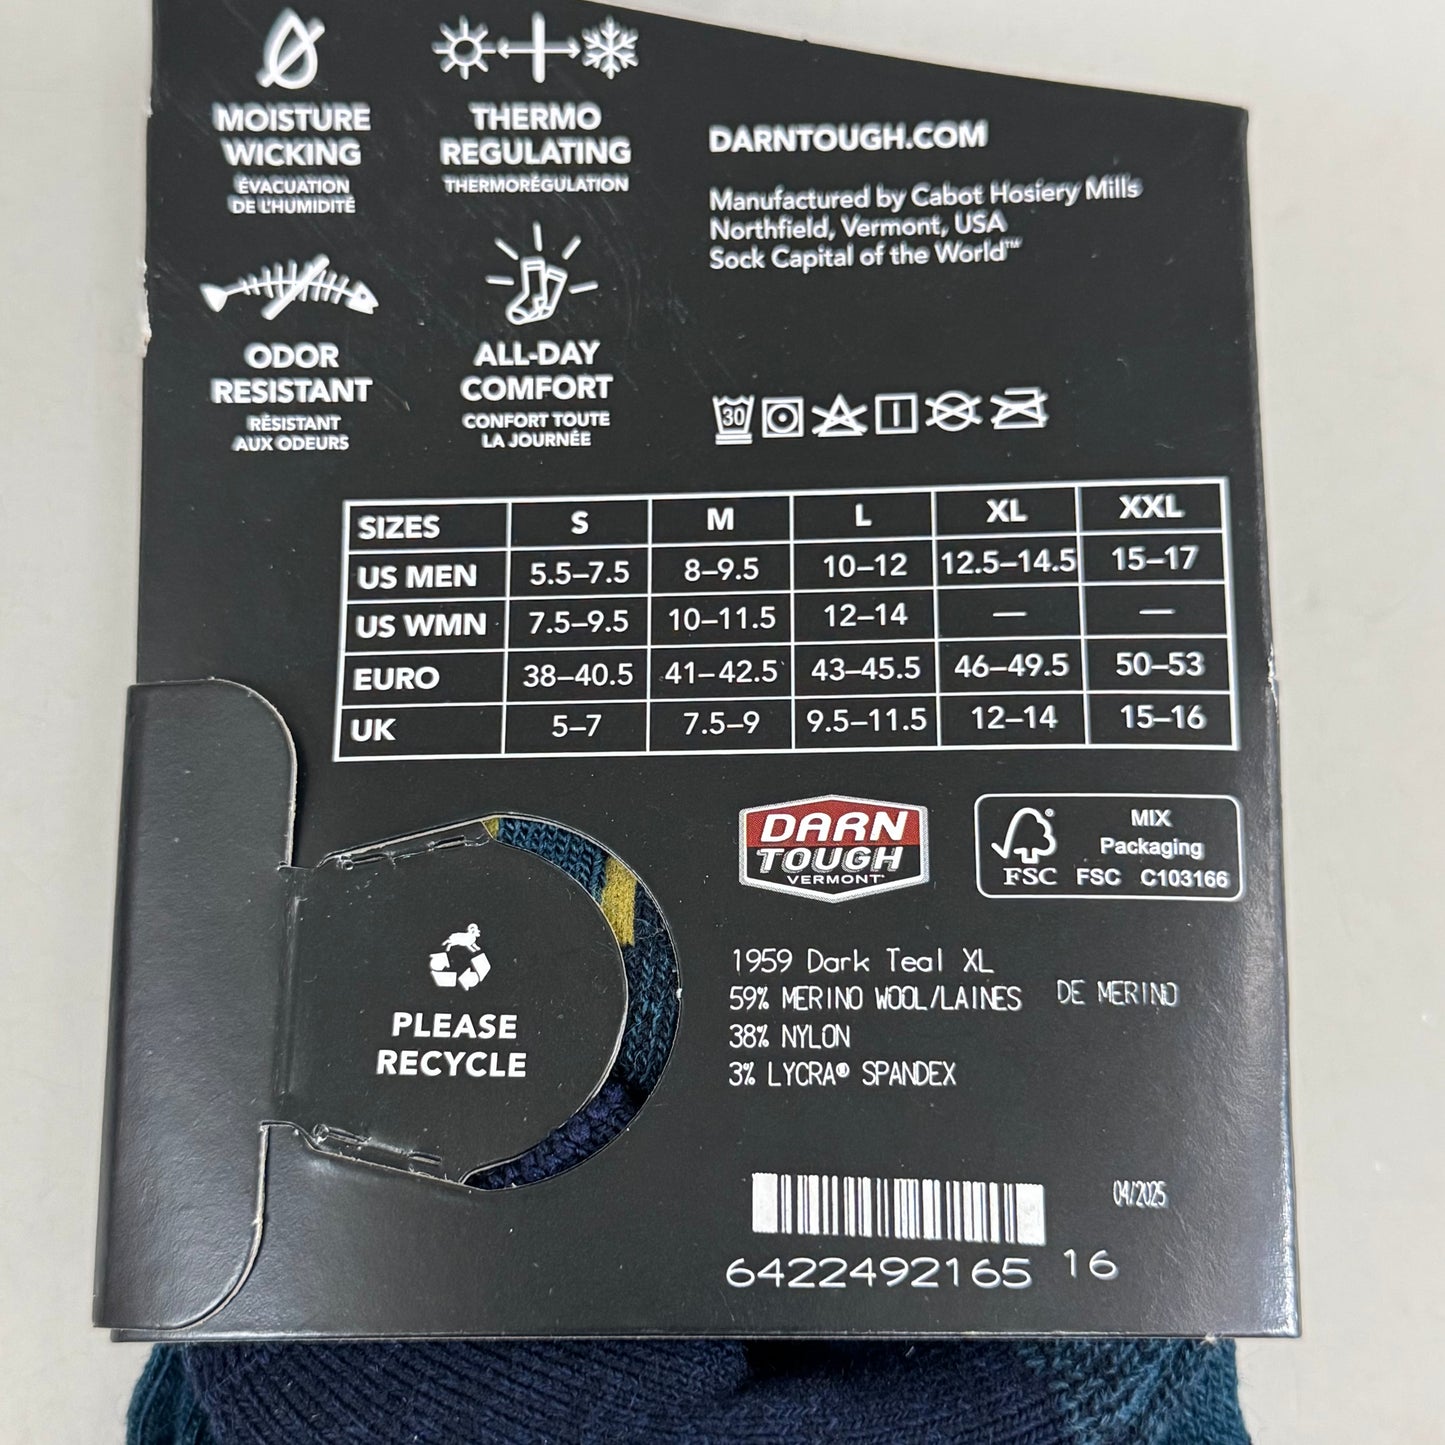 MOISTURE
WICKING
ÉVACUATION
DE L'HUMIDITÉ
THERMO
REGULATING
THERMORÉGULATION
ODOR
RESISTANT
RÉSISTANT
AUX ODEURS
ALL-DAY
COMFORT
CONFORT TOUTE
LA JOURNÉE
DARNTOUGH.COM
Manufactured by Cabot Hosiery Mills
Northfield, Vermont, USA
Sock Capital of the World™
30
SIZES S M L XL XXL
US MEN 5.5–7.5 8–9.5 10–12 12.5–14.5 15–17
US WMN 7.5–9.5 10–11.5 12–14 — —
EURO 38–40.5 41–42.5 43–45.5 46–49.5 50–53
UK 5–7 7.5–9 9.5–11.5 12–14 15–16
PLEASE
RECYCLE
DARN
TOUGH
VERMONT
FSC®
MIX
Packaging
FSC C103166
1959 Dark Teal XL
59% MERINO WOOL/LAINES DE MERINO
38% NYLON
3% LYCRA® SPANDEX
04/2025
6422492165 16